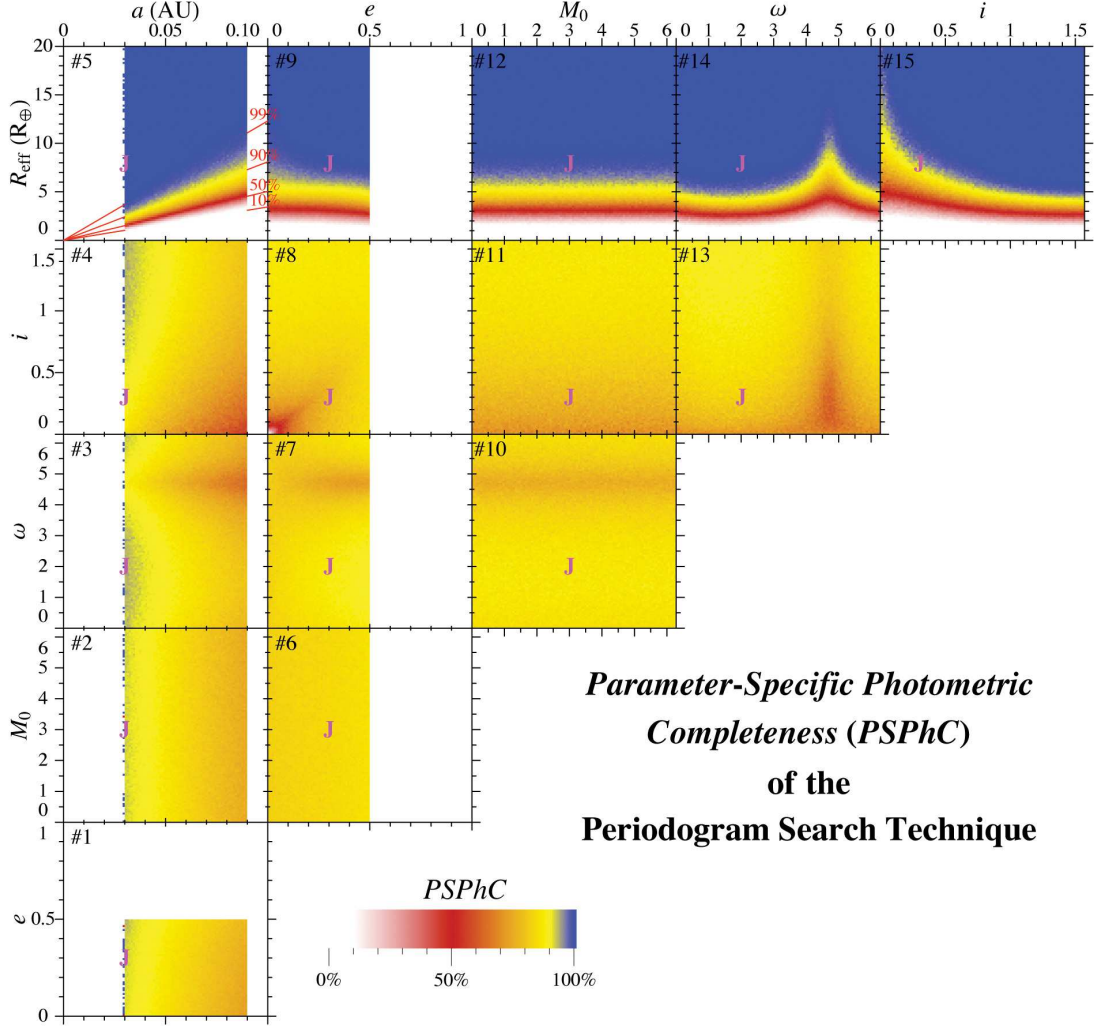 a (AU) e M₀ ω i
0 0.05 0.10 0 0.5 1 0 1 2 3 4 5 6 0 2 4 6 0 0.5 1 1.5
#5 #9 #12 #14 #15
R_eff (R⊕)
20
15
10
5
0
99%
90%
50%
10%
J J J J J
#4 #8 #11 #13
i
1.5
1
0.5
0
J J J J
#3 #7 #10
ω
6
5
4
3
2
1
0
J J J
#2 #6
M₀
6
5
4
3
2
1
0
J J
Parameter-Specific Photometric
Completeness (PSPhC)
of the
Periodogram Search Technique
#1
e
1
0.5
0
J
PSPhC
0% 50% 100%